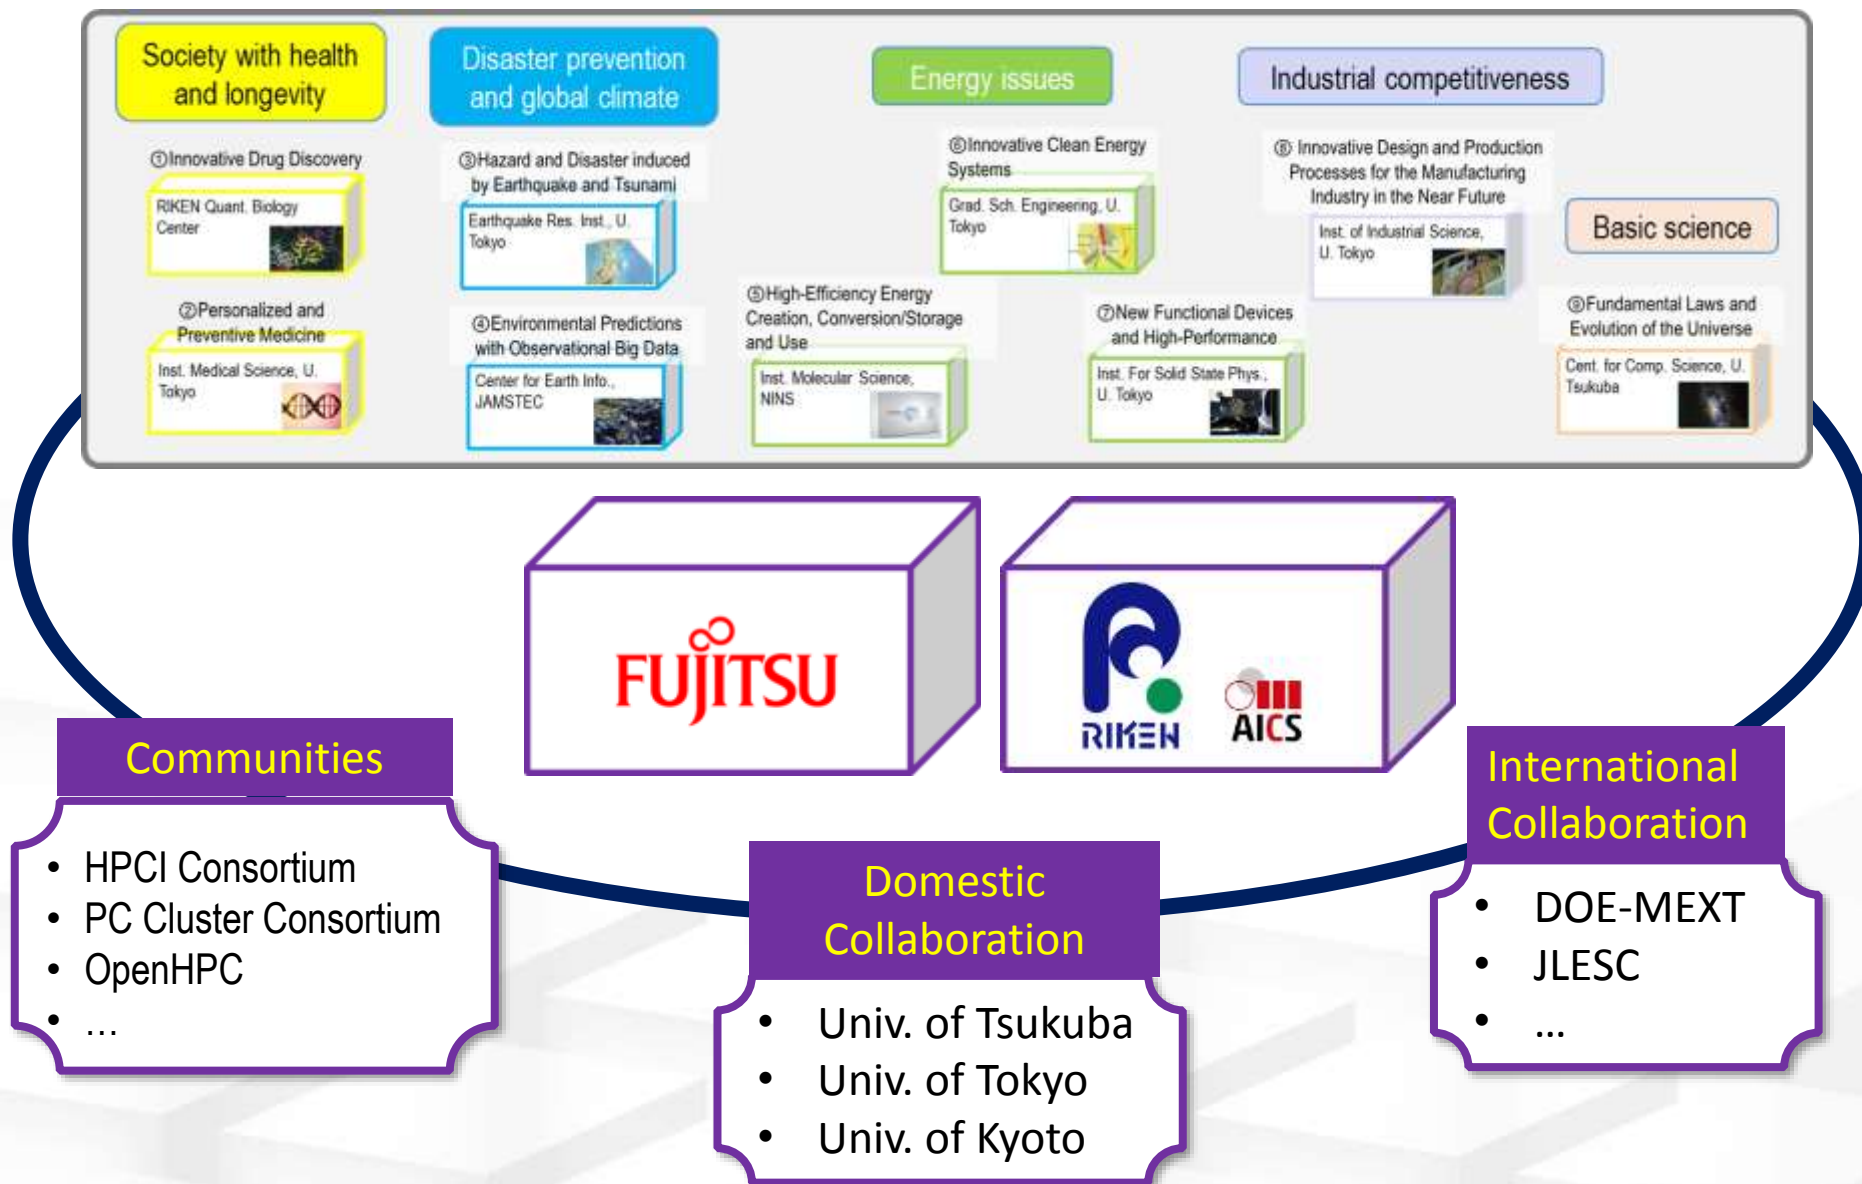 Society with health
and longevity
Disaster prevention
and global climate
Energy issues
Industrial competitiveness
①Innovative Drug Discovery
RIKEN Quant. Biology
Center
②Personalized and
Preventive Medicine
Inst. Medical Science, U.
Tokyo
③Hazard and Disaster induced
by Earthquake and Tsunami
Earthquake Res. Inst., U.
Tokyo
④Environmental Predictions
with Observational Big Data
Center for Earth Info.,
JAMSTEC
⑥Innovative Clean Energy
Systems
Grad. Sch. Engineering, U.
Tokyo
⑤High-Efficiency Energy
Creation, Conversion/Storage
and Use
Inst. Molecular Science,
NINS
⑦New Functional Devices
and High-Performance
Inst. For Solid State Phys.,
U. Tokyo
⑧ Innovative Design and Production
Processes for the Manufacturing
Industry in the Near Future
Inst. of Industrial Science,
U. Tokyo
Basic science
⑨Fundamental Laws and
Evolution of the Universe
Cent. for Comp. Science, U.
Tsukuba
FUJITSU
RIKEN
AICS
Communities
• HPCI Consortium
• PC Cluster Consortium
• OpenHPC
• …
Domestic
Collaboration
• Univ. of Tsukuba
• Univ. of Tokyo
• Univ. of Kyoto
International
Collaboration
• DOE-MEXT
• JLESC
• …